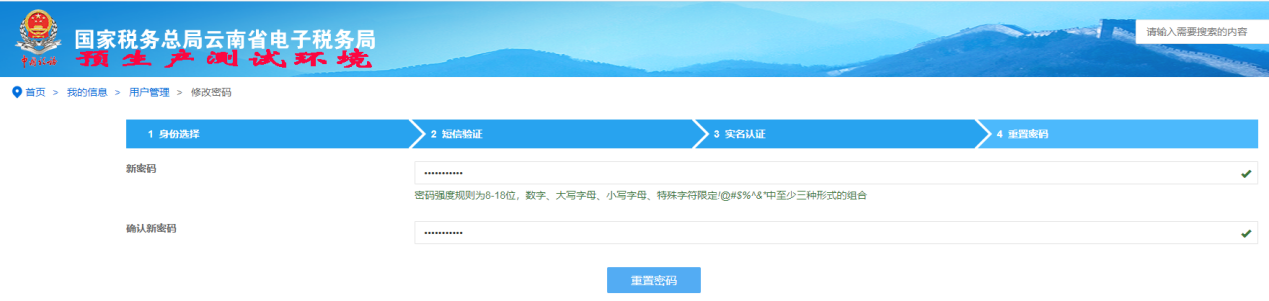 国家税务总局云南省电子税务局
预生产测试环境
中国税务
请输入需要搜索的内容
首页 > 我的信息 > 用户管理 > 修改密码
1 身份选择
2 短信验证
3 实名认证
4 重置密码
新密码
•••••••••••
密码强度规则为8-18位，数字、大写字母、小写字母、特殊字符限定!@#$%^&*中至少三种形式的组合
确认新密码
•••••••••••
重置密码